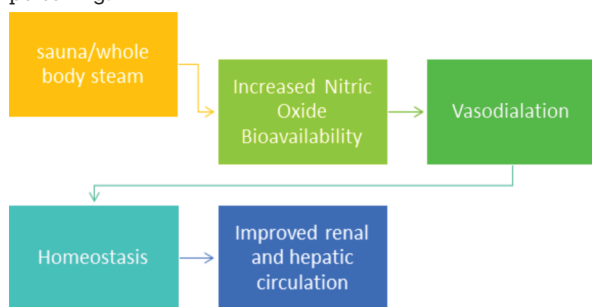 sauna/whole
body steam
Increased Nitric
Oxide
Bioavailability
Vasodialation
Homeostasis
Improved renal
and hepatic
circulation